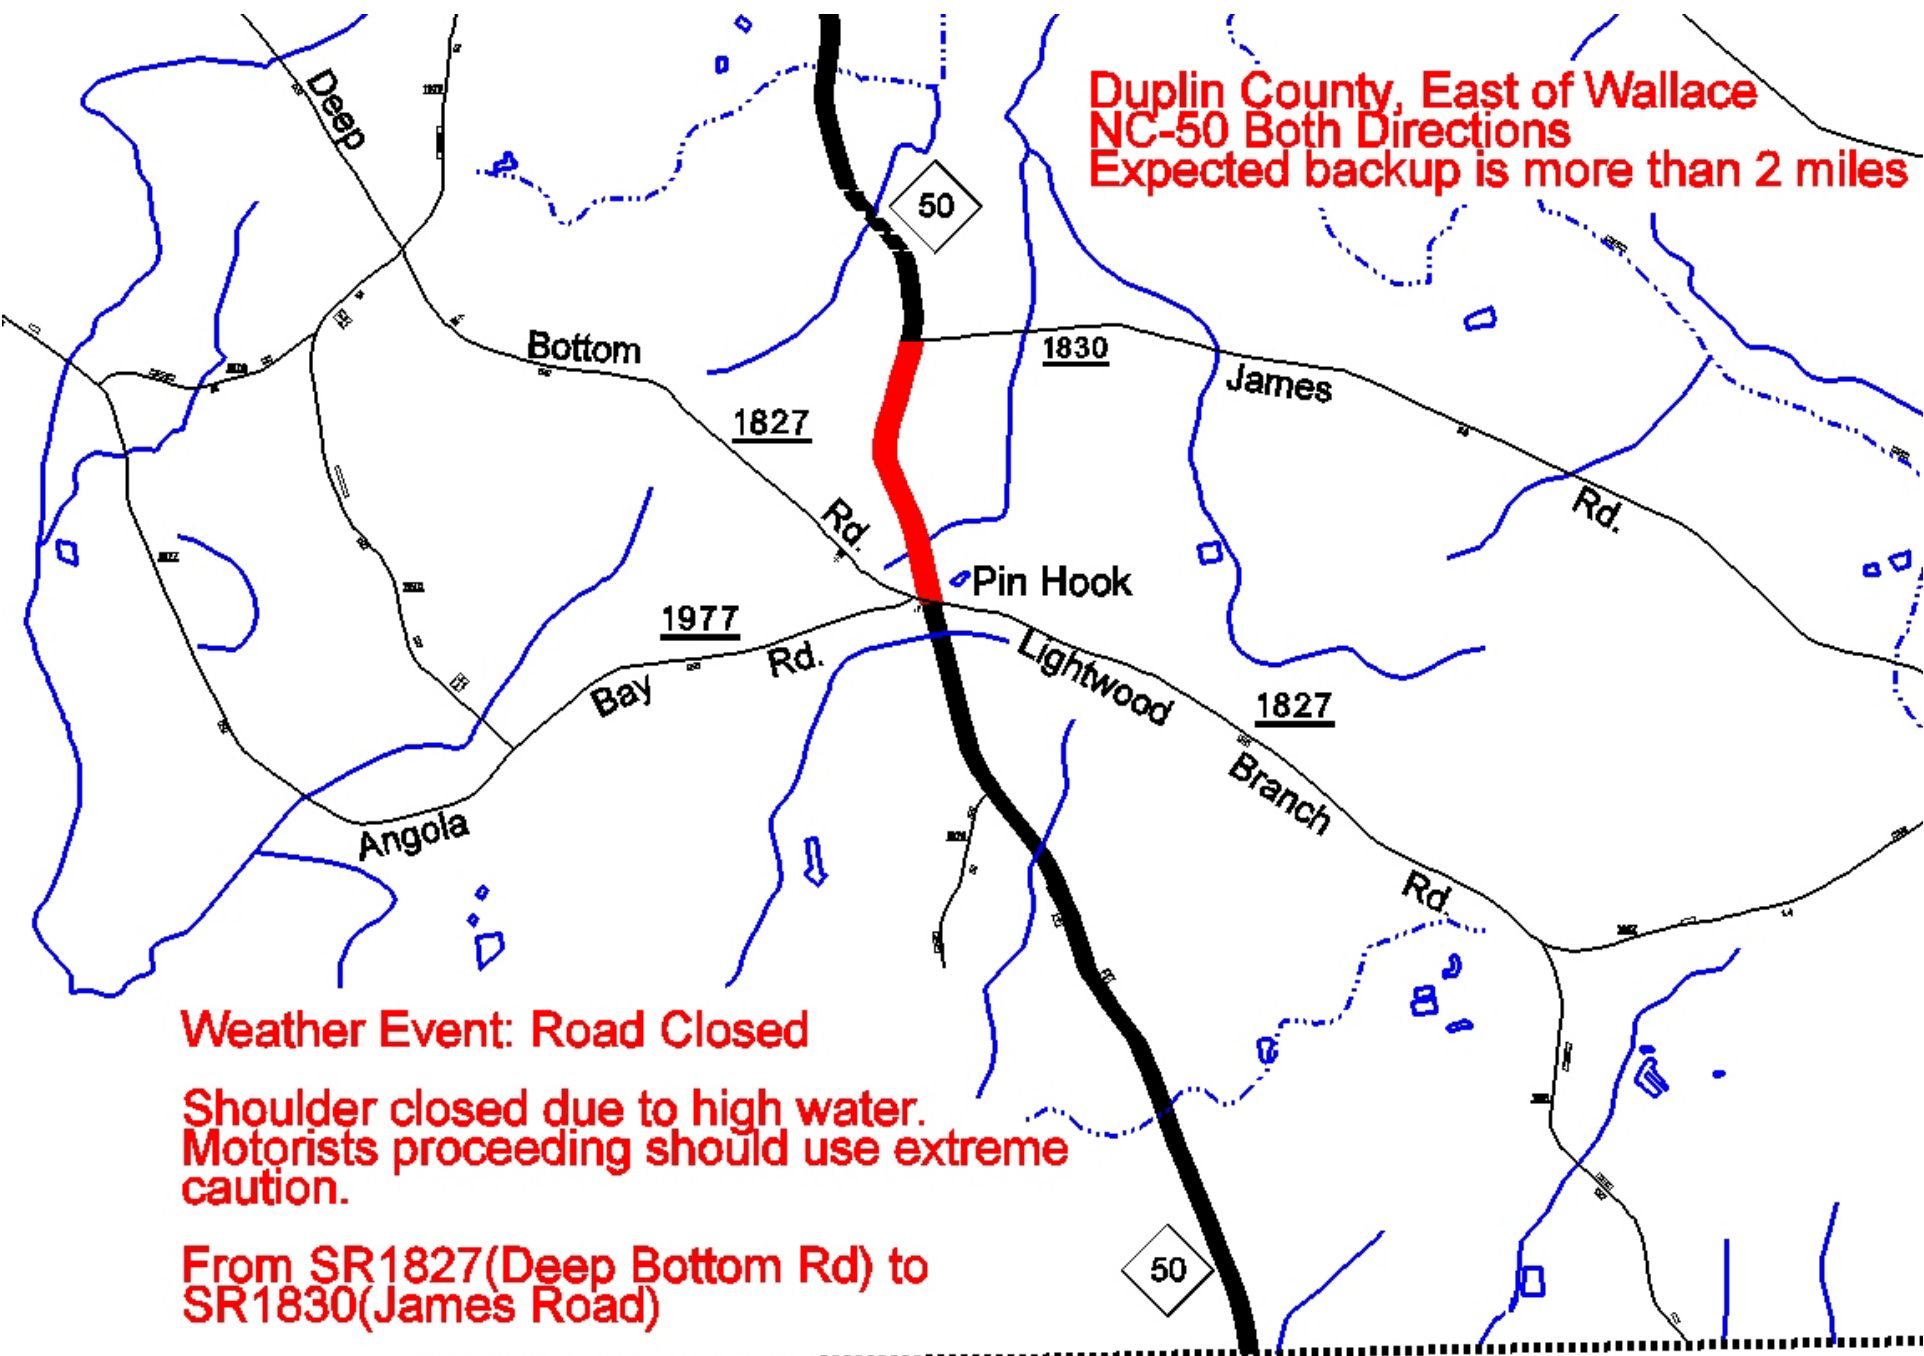 Duplin County, East of Wallace
NC-50 Both Directions
Expected backup is more than 2 miles
Deep
50
Bottom
1830
James
1827
Rd.
Rd.
Pin Hook
1977
Rd.
Bay
Lightwood
1827
Branch
Angola
Rd.
Weather Event: Road Closed
Shoulder closed due to high water.
Motorists proceeding should use extreme
caution.
From SR1827(Deep Bottom Rd) to
SR1830(James Road)
50